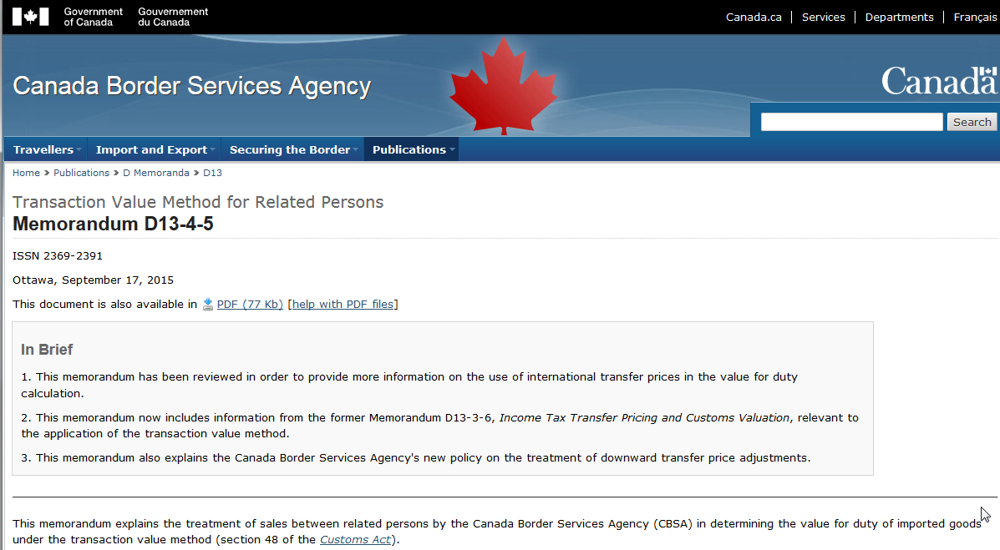 Government of Canada Gouvernement du Canada
Canada.ca | Services | Departments | Français
Canada Border Services Agency
Canada
Search
Travellers Import and Export Securing the Border Publications
Home > Publications > D Memoranda > D13
Transaction Value Method for Related Persons
Memorandum D13-4-5
ISSN 2369-2391
Ottawa, September 17, 2015
This document is also available in PDF (77 Kb) [help with PDF files]
In Brief
1. This memorandum has been reviewed in order to provide more information on the use of international transfer prices in the value for duty
calculation.
2. This memorandum now includes information from the former Memorandum D13-3-6, Income Tax Transfer Pricing and Customs Valuation, relevant to
the application of the transaction value method.
3. This memorandum also explains the Canada Border Services Agency's new policy on the treatment of downward transfer price adjustments.
This memorandum explains the treatment of sales between related persons by the Canada Border Services Agency (CBSA) in determining the value for duty of imported goods
under the transaction value method (section 48 of the Customs Act).